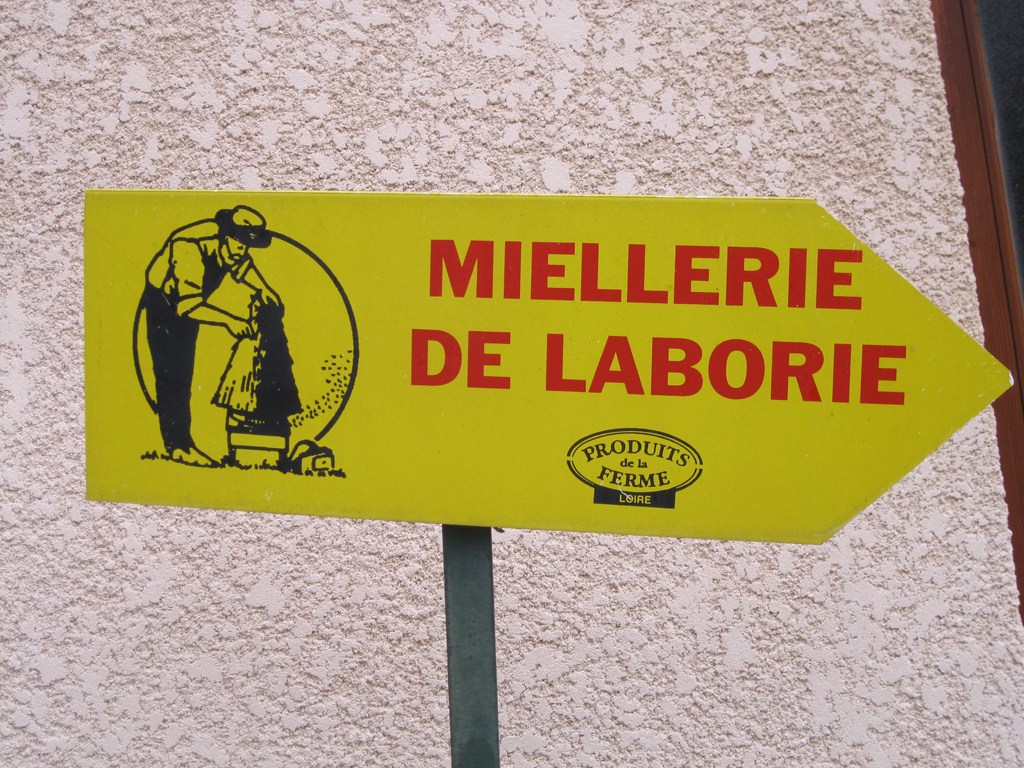 MIELLERIE
DE LABORIE
PRODUITS
de la
FERME
LOIRE